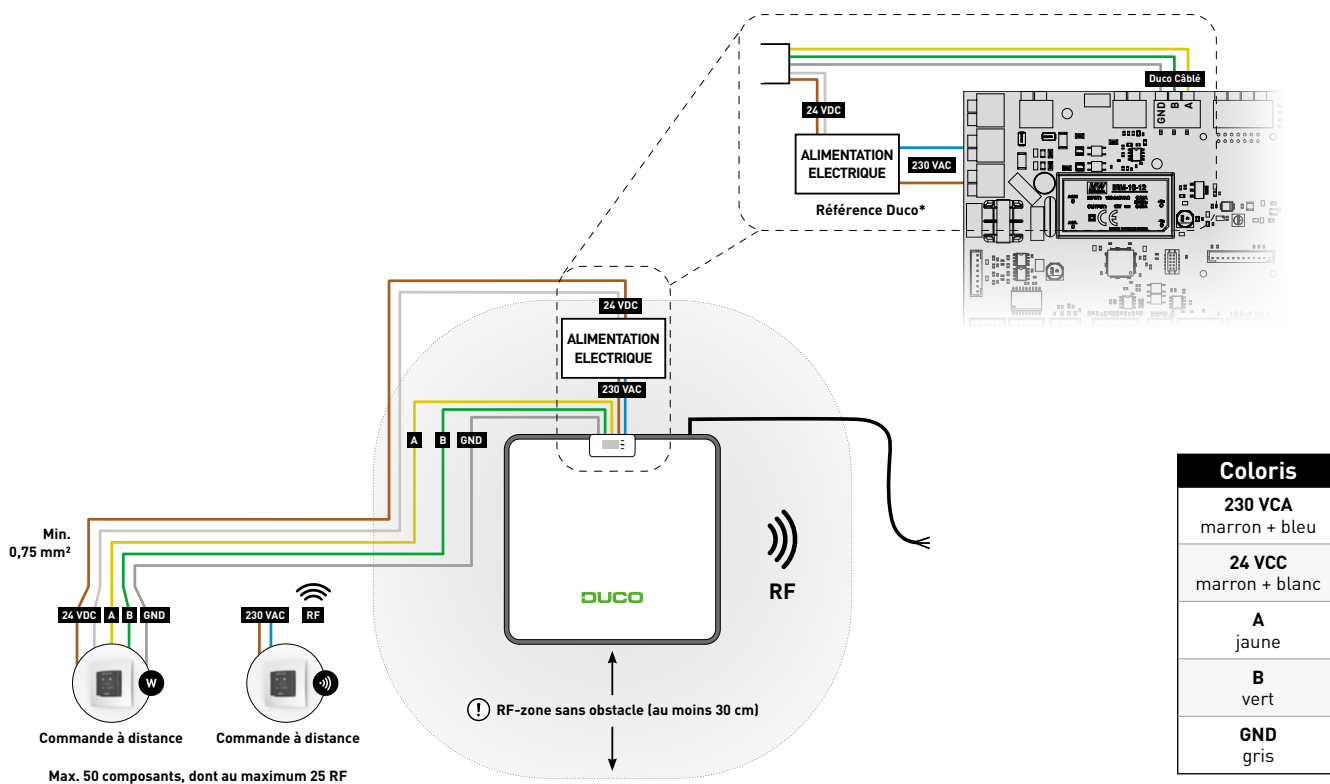 Duco Câblé
24 VDC
GND
B
A
ALIMENTATION
ELECTRIQUE
230 VAC
Référence Duco*
24 VDC
ALIMENTATION
ELECTRIQUE
230 VAC
A
B
GND
Min.
0,75 mm²
24 VDC
A
B
GND
230 VAC
RF
W
Commande à distance
Commande à distance
Max. 50 composants, dont au maximum 25 RF
DUCO
RF
! RF-zone sans obstacle (au moins 30 cm)
Coloris
230 VCA
marron + bleu
24 VCC
marron + blanc
A
jaune
B
vert
GND
gris